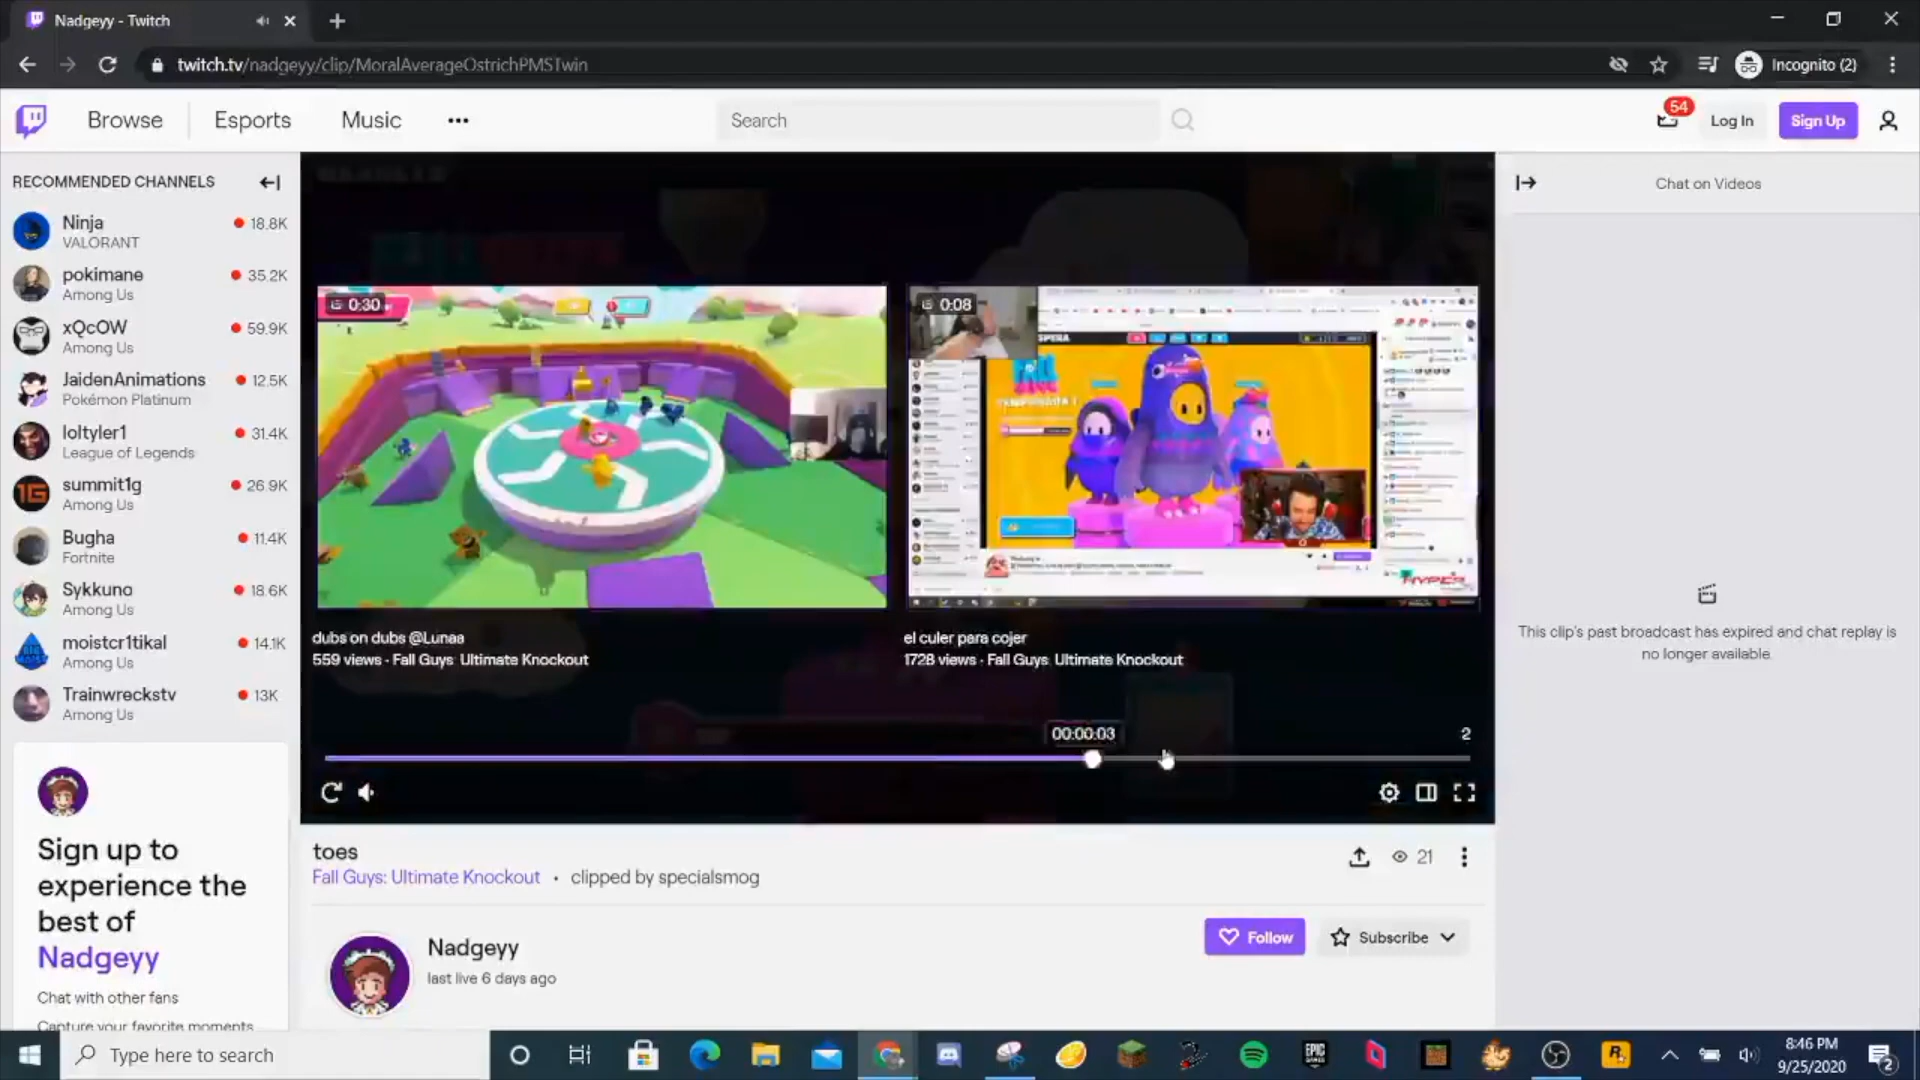 Nadgeyy - Twitch
twitch.tv/nadgeyy/clip/MoralAverageOstrichPMSTwin
Incognito (2)
Browse
Esports
Music
Search
54
Log In
Sign Up
RECOMMENDED CHANNELS
Ninja
18.8K
VALORANT
pokimane
35.2K
Among Us
xQcOW
59.9K
Among Us
JaidenAnimations
12.5K
Pokémon Platinum
loltyler1
31.4K
League of Legends
summit1g
26.9K
Among Us
Bugha
11.4K
Fortnite
Sykkuno
18.6K
Among Us
moistcr1tikal
14.1K
Among Us
Trainwreckstv
13K
Among Us
Sign up to
experience the
best of
Nadgeyy
Chat with other fans
Capture your favorite moments
0:30
0:08
dubs on dubs @Lunaa
559 views · Fall Guys Ultimate Knockout
el culer para cojer
1728 views · Fall Guys Ultimate Knockout
00:00:03
2
toes
Fall Guys: Ultimate Knockout · clipped by specialsmog
21
Nadgeyy
last live 6 days ago
Follow
Subscribe
Chat on Videos
This clip's past broadcast has expired and chat replay is
no longer available.
Type here to search
EPIC
8:46 PM
9/25/2020
2